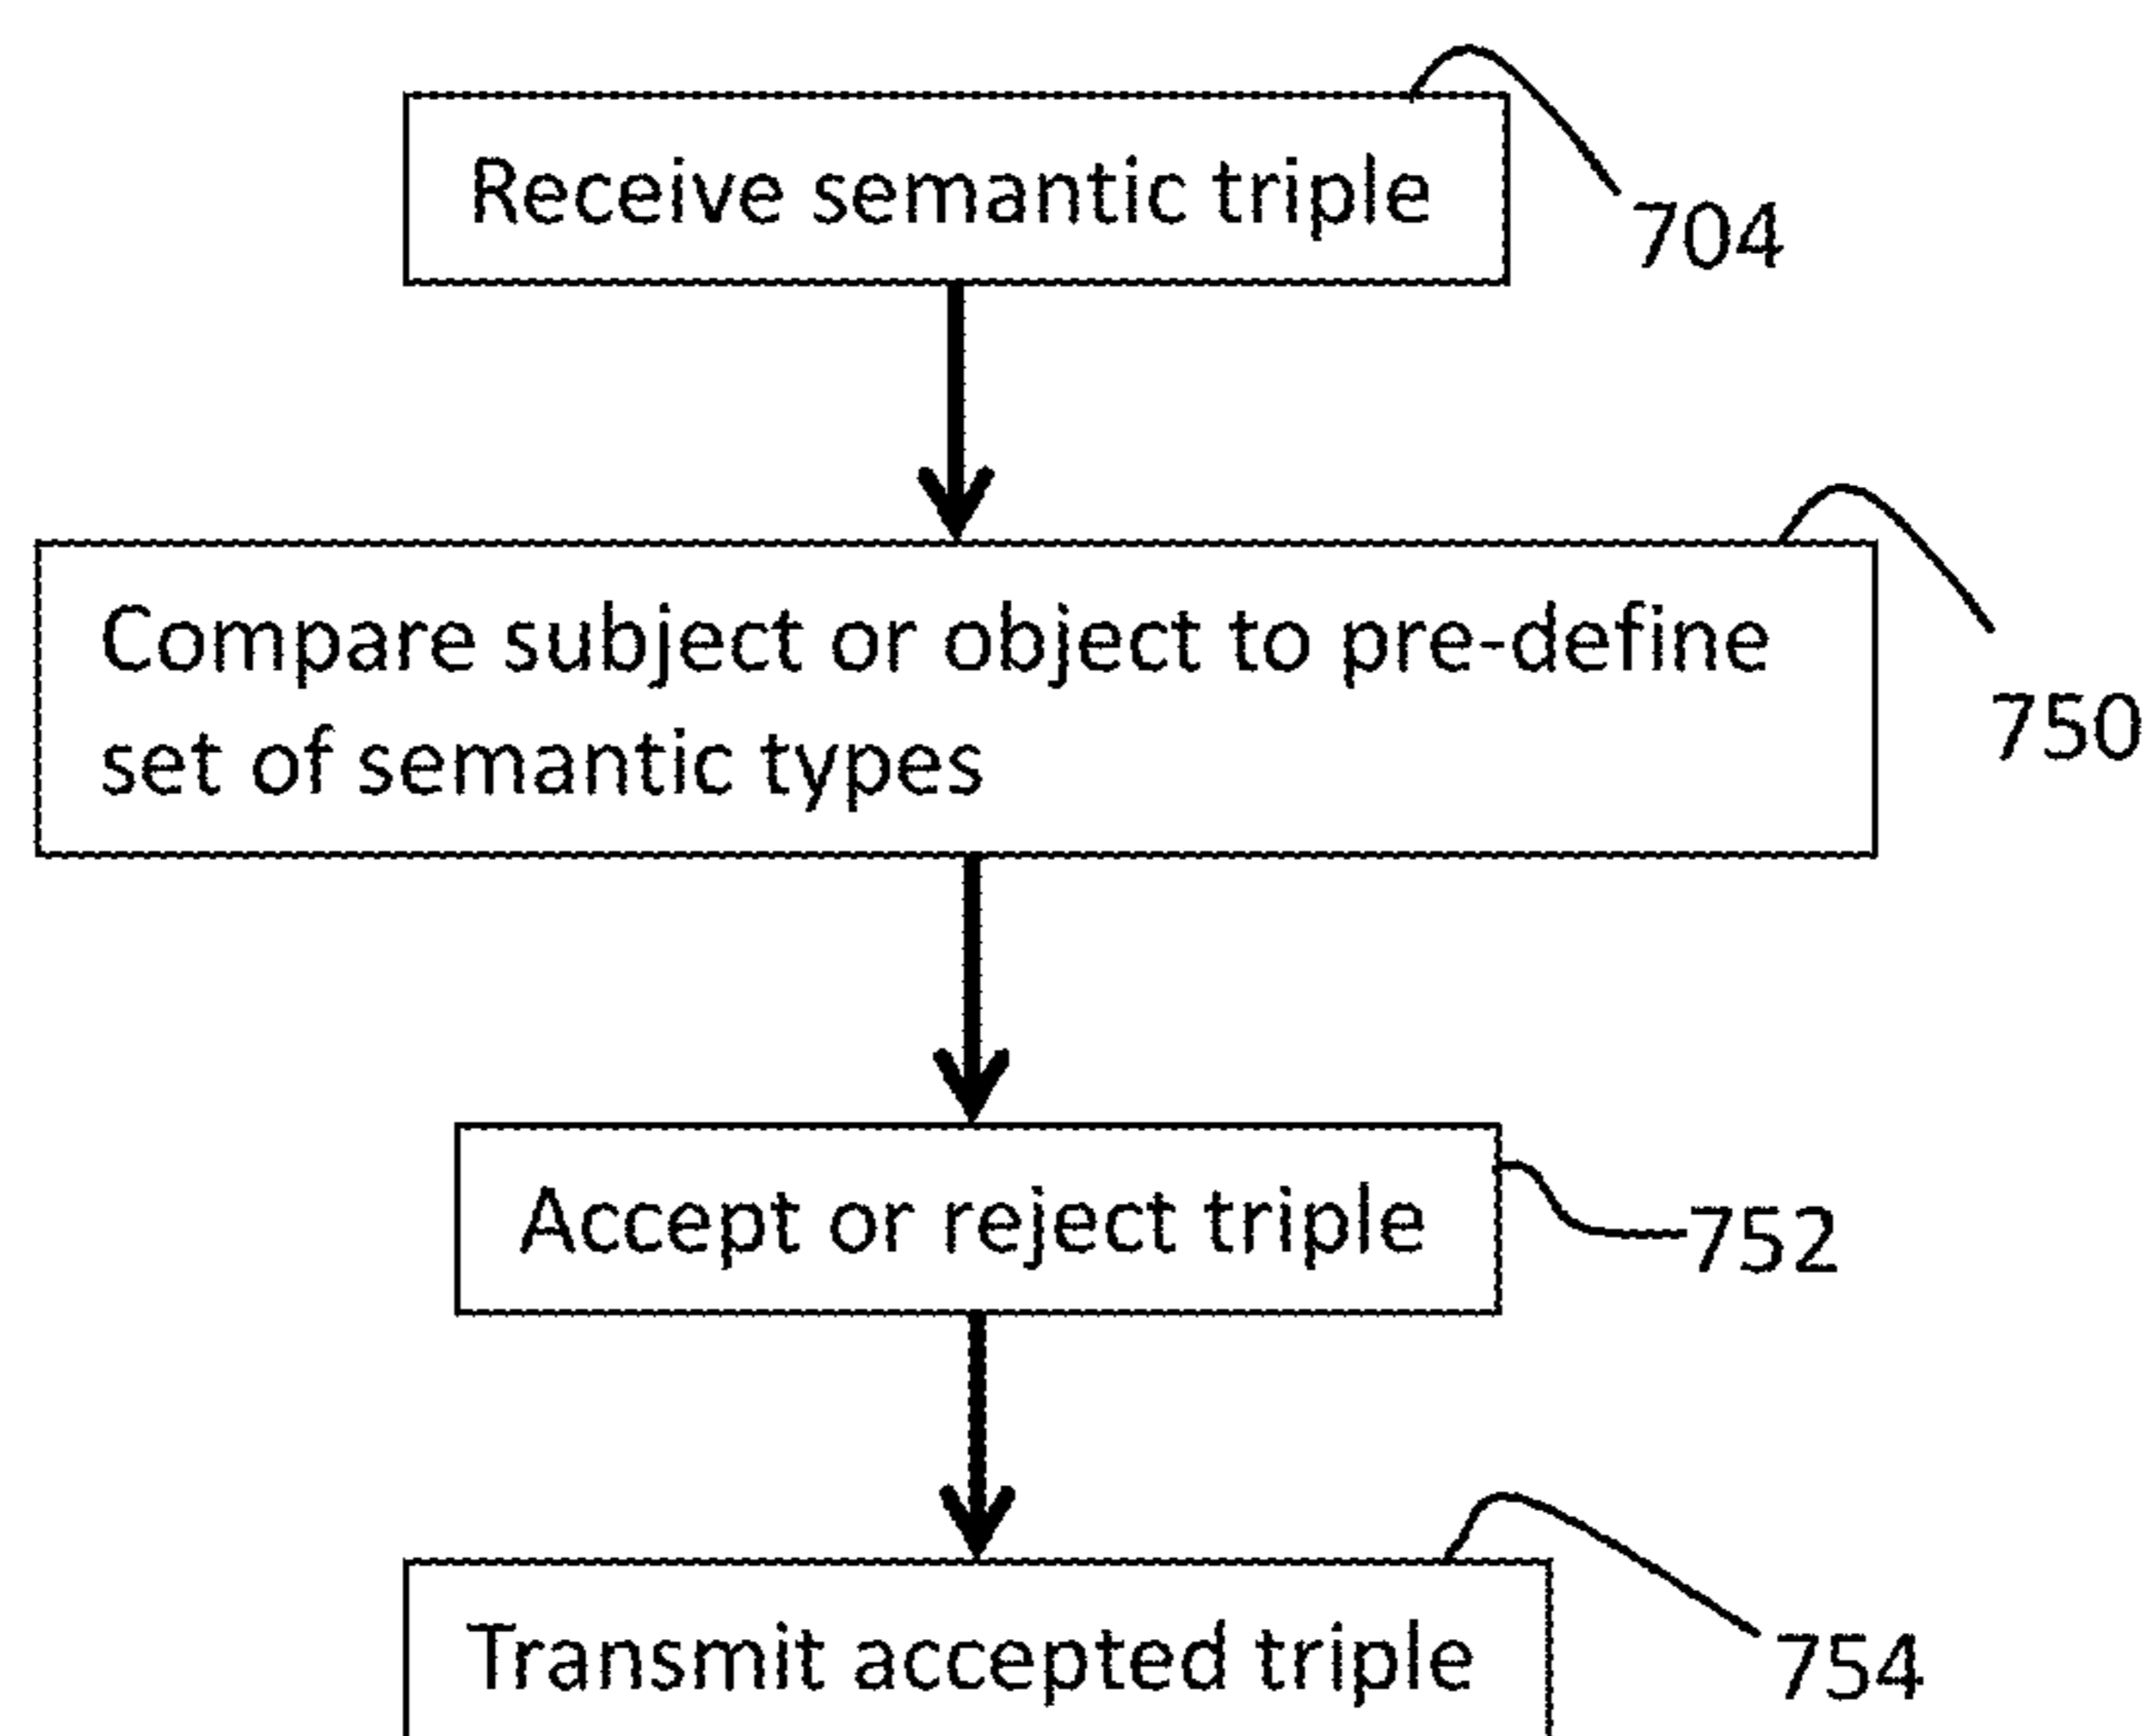 Receive semantic triple
704
Compare subject or object to pre-define
set of semantic types
750
Accept or reject triple
752
Transmit accepted triple
754